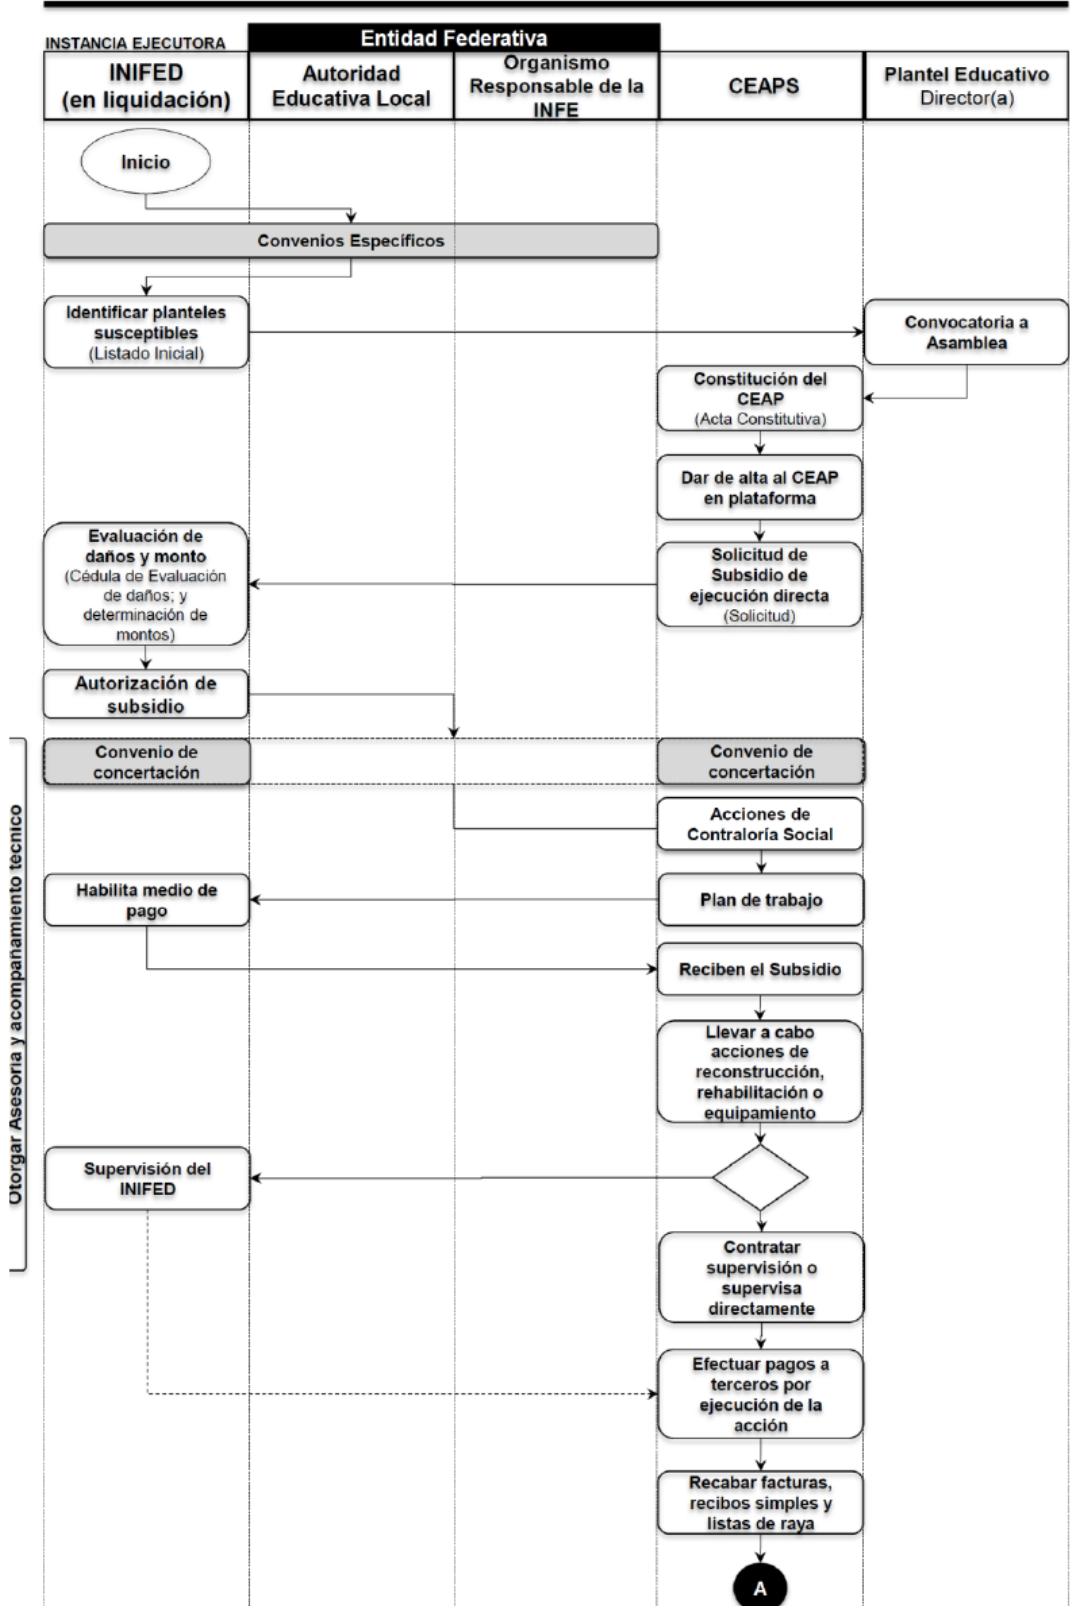 INSTANCIA EJECUTORA
Entidad Federativa
INIFED
(en liquidación)
Autoridad
Educativa Local
Organismo
Responsable de la
INFE
CEAPS
Plantel Educativo
Director(a)
Inicio
Convenios Específicos
Identificar planteles
susceptibles
(Listado Inicial)
Convocatoria a
Asamblea
Constitución del
CEAP
(Acta Constitutiva)
Dar de alta al CEAP
en plataforma
Evaluación de
daños y monto
(Cédula de Evaluación
de daños; y
determinación de
montos)
Solicitud de
Subsidio de
ejecución directa
(Solicitud)
Autorización de
subsidio
Otorgar Asesoria y acompañamiento tecnico
Convenio de
concertación
Convenio de
concertación
Acciones de
Contraloría Social
Habilita medio de
pago
Plan de trabajo
Reciben el Subsidio
Llevar a cabo
acciones de
reconstrucción,
rehabilitación o
equipamiento
Supervisión del
INIFED
Contratar
supervisión o
supervisa
directamente
Efectuar pagos a
terceros por
ejecución de la
acción
Recabar facturas,
recibos simples y
listas de raya
A